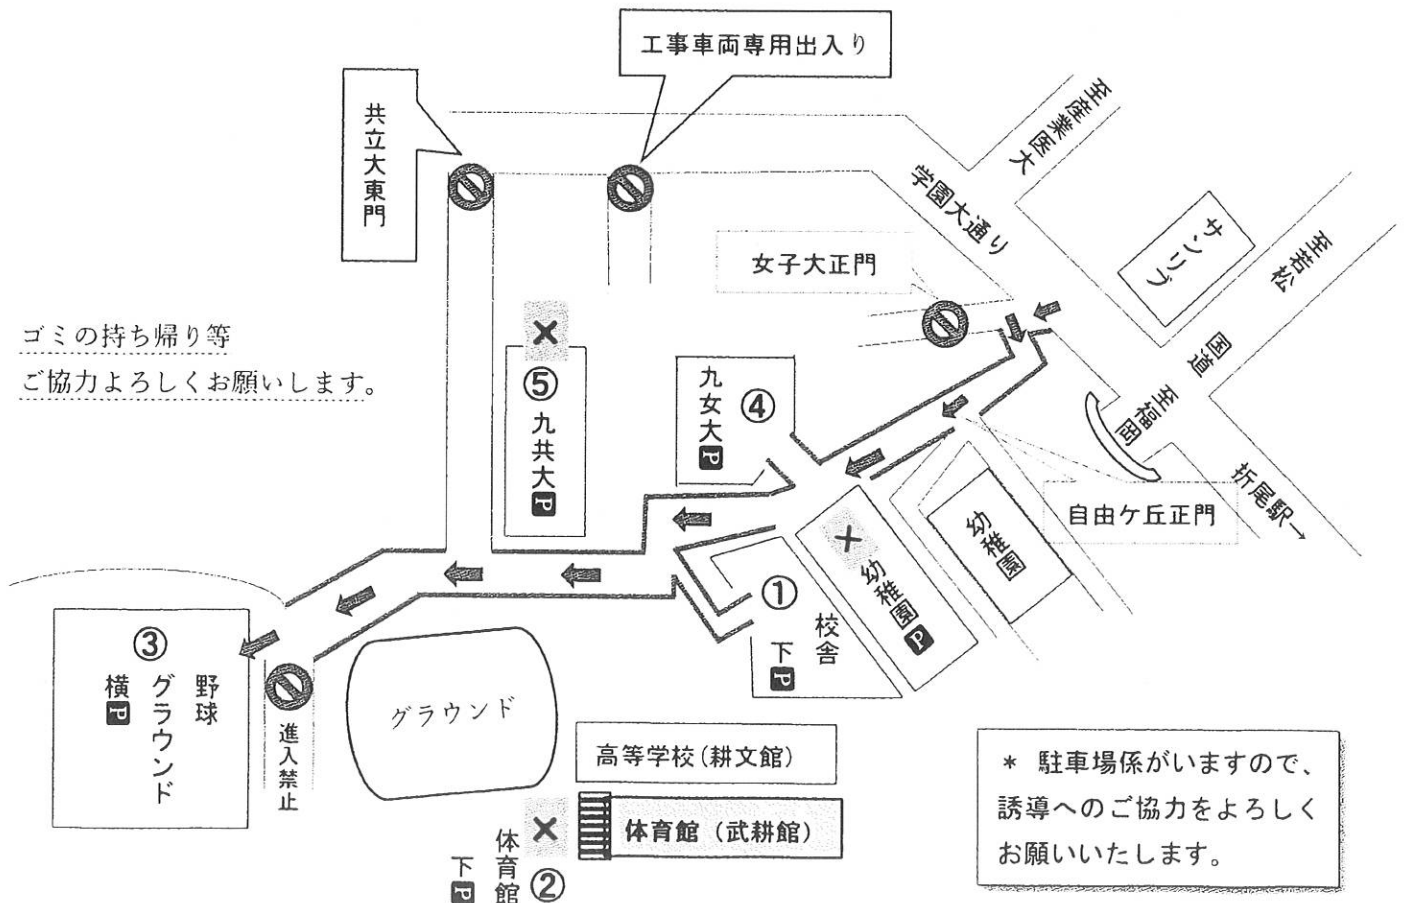 工事車両専用出入り
共立大東門
至産業医大
学園大通り
サンリブ
至若松
女子大正門
国道
至福岡
折尾駅→
ゴミの持ち帰り等
ご協力よろしくお願いします。
⑤
九共大P
九女大P
④
自由ケ丘正門
幼稚園
幼稚園P
①
校舎
下P
③
野球
グラウンド
横P
進入禁止
グラウンド
高等学校(耕文館)
体育館(武耕館)
体育館
下P
②
* 駐車場係がいますので、
誘導へのご協力をよろしく
お願いいたします。